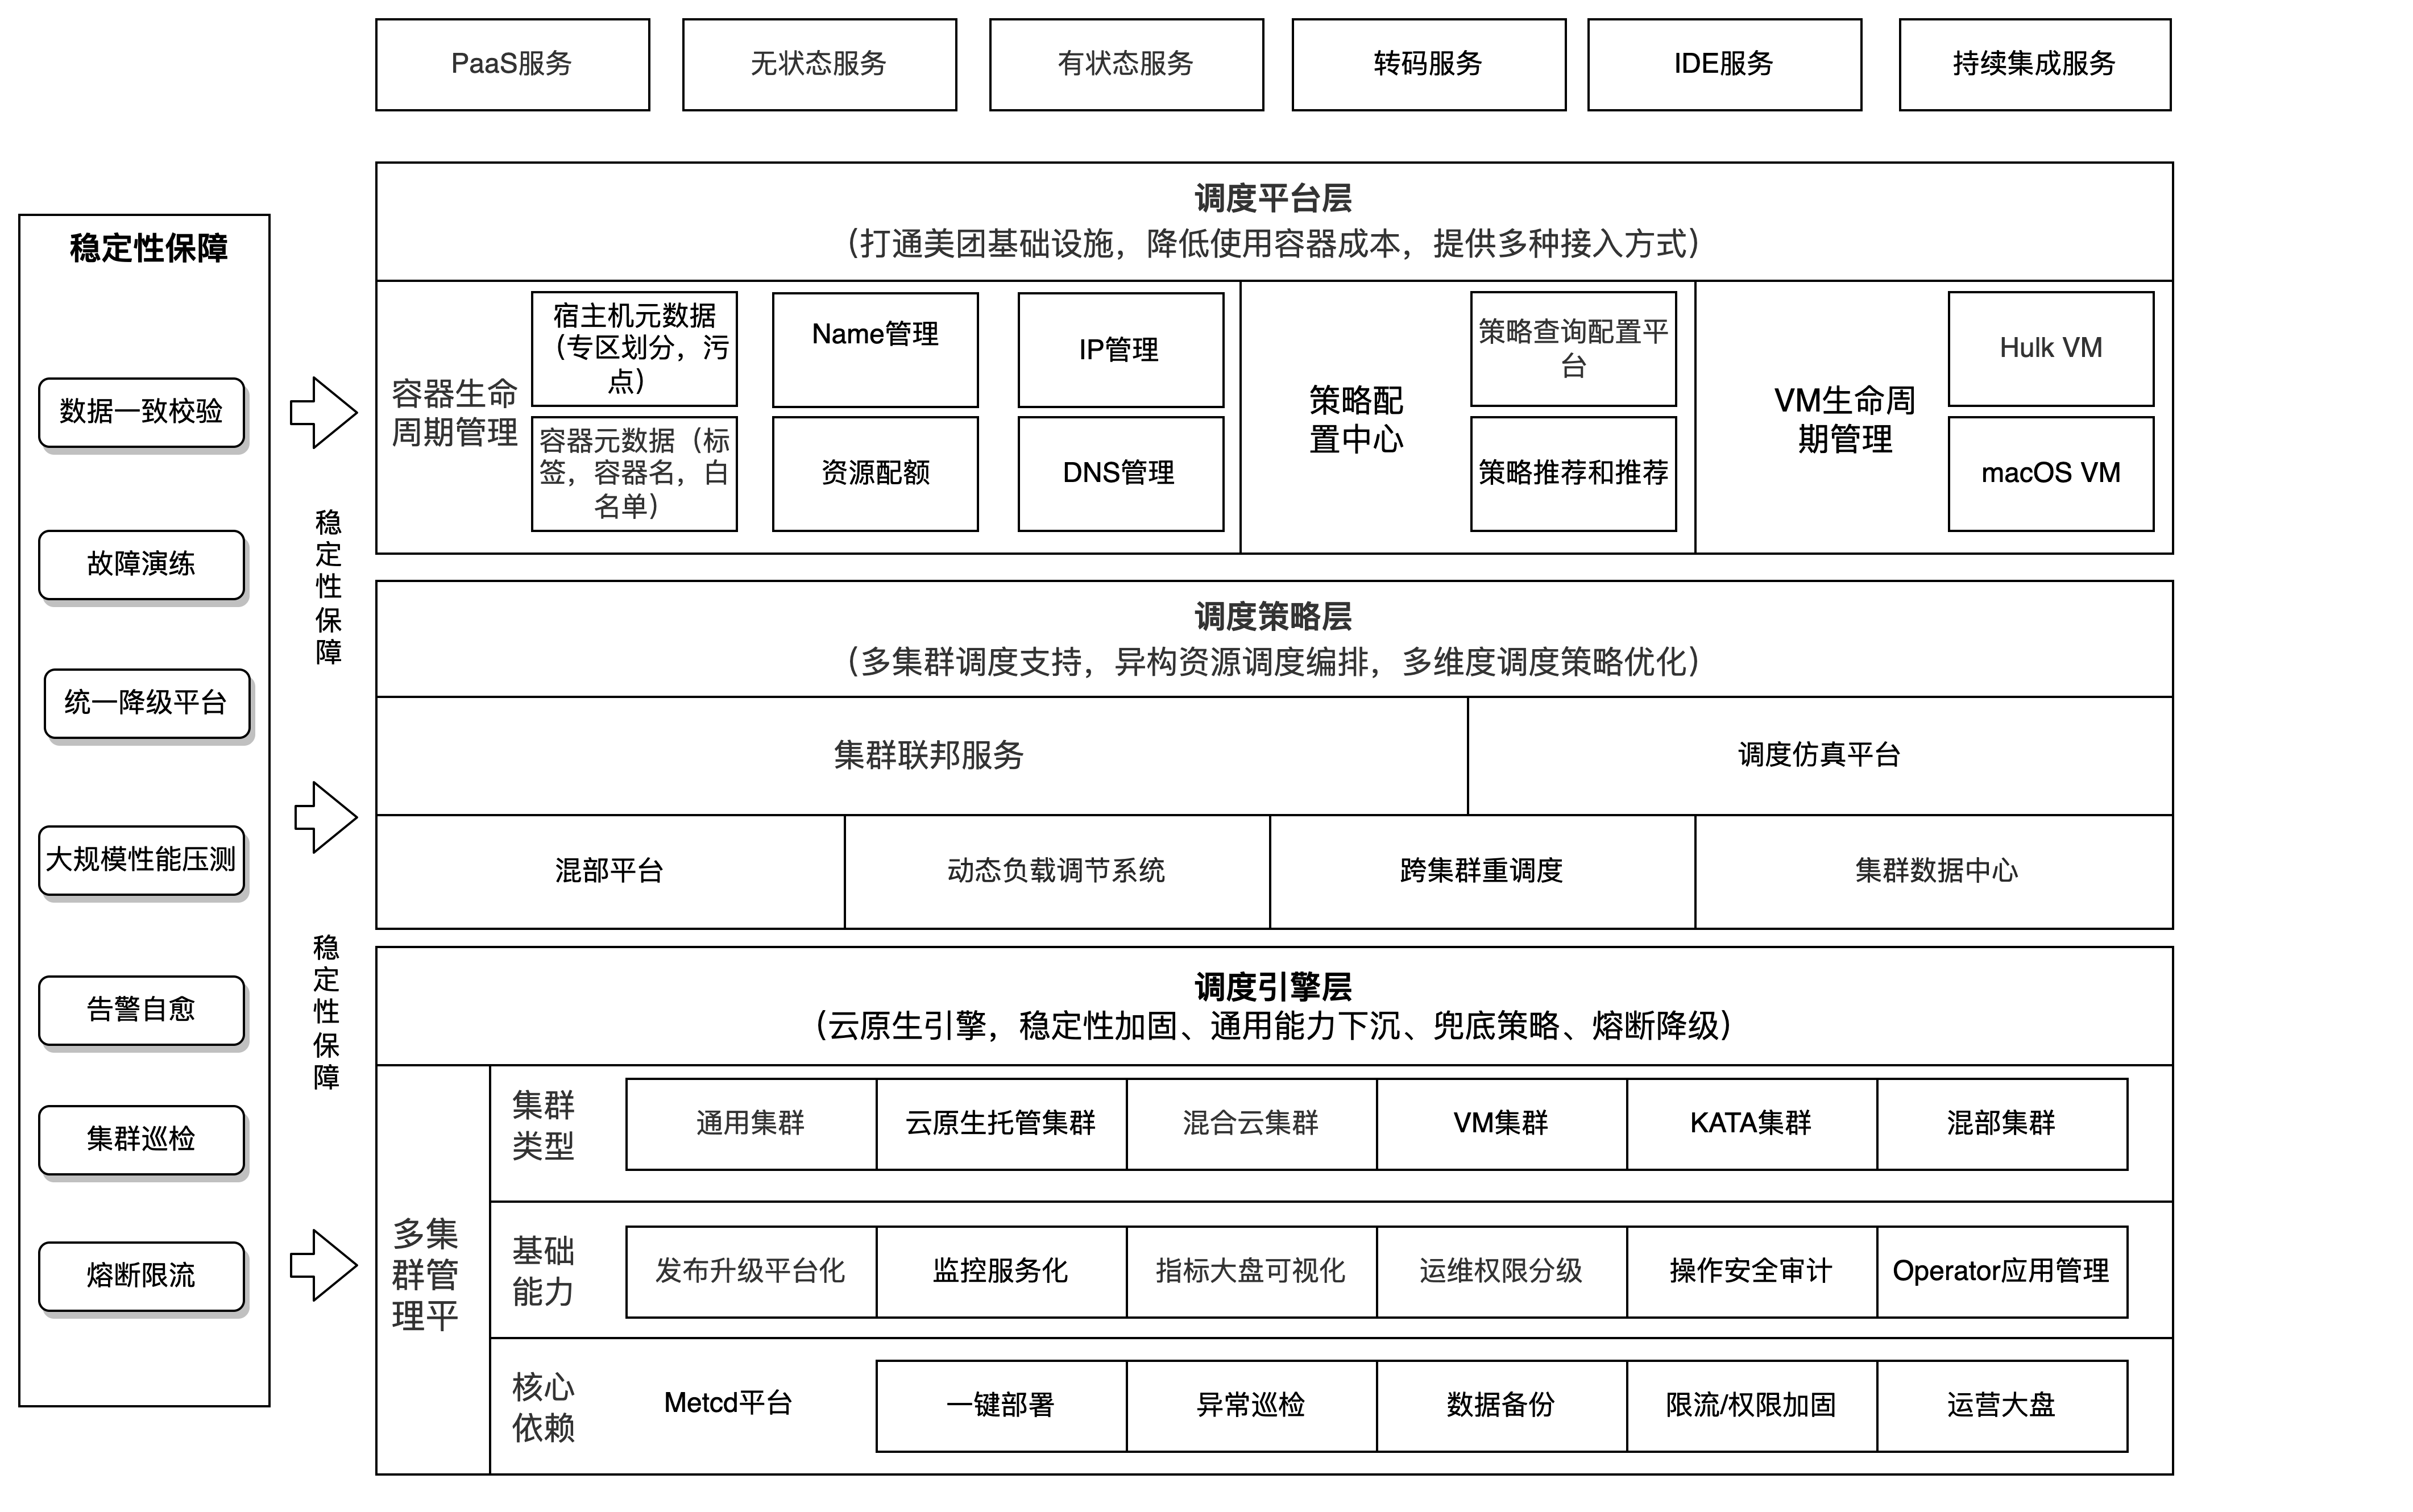 PaaS服务
无状态服务
有状态服务
转码服务
IDE服务
持续集成服务
稳定性保障
数据一致校验
故障演练
统一降级平台
大规模性能压测
告警自愈
集群巡检
熔断限流
稳
定
性
保
障
稳
定
性
保
障
调度平台层
（打通美团基础设施，降低使用容器成本，提供多种接入方式）
容器生命
周期管理
宿主机元数据
（专区划分，污
点）
Name管理
IP管理
容器元数据（标
签，容器名，白
名单）
资源配额
DNS管理
策略配
置中心
策略查询配置平
台
策略推荐和推荐
VM生命周
期管理
Hulk VM
macOS VM
调度策略层
（多集群调度支持，异构资源调度编排，多维度调度策略优化）
集群联邦服务
调度仿真平台
混部平台
动态负载调节系统
跨集群重调度
集群数据中心
调度引擎层
（云原生引擎，稳定性加固、通用能力下沉、兜底策略、熔断降级）
多集
群管
理平
集群
类型
通用集群
云原生托管集群
混合云集群
VM集群
KATA集群
混部集群
基础
能力
发布升级平台化
监控服务化
指标大盘可视化
运维权限分级
操作安全审计
Operator应用管理
核心
依赖
Metcd平台
一键部署
异常巡检
数据备份
限流/权限加固
运营大盘